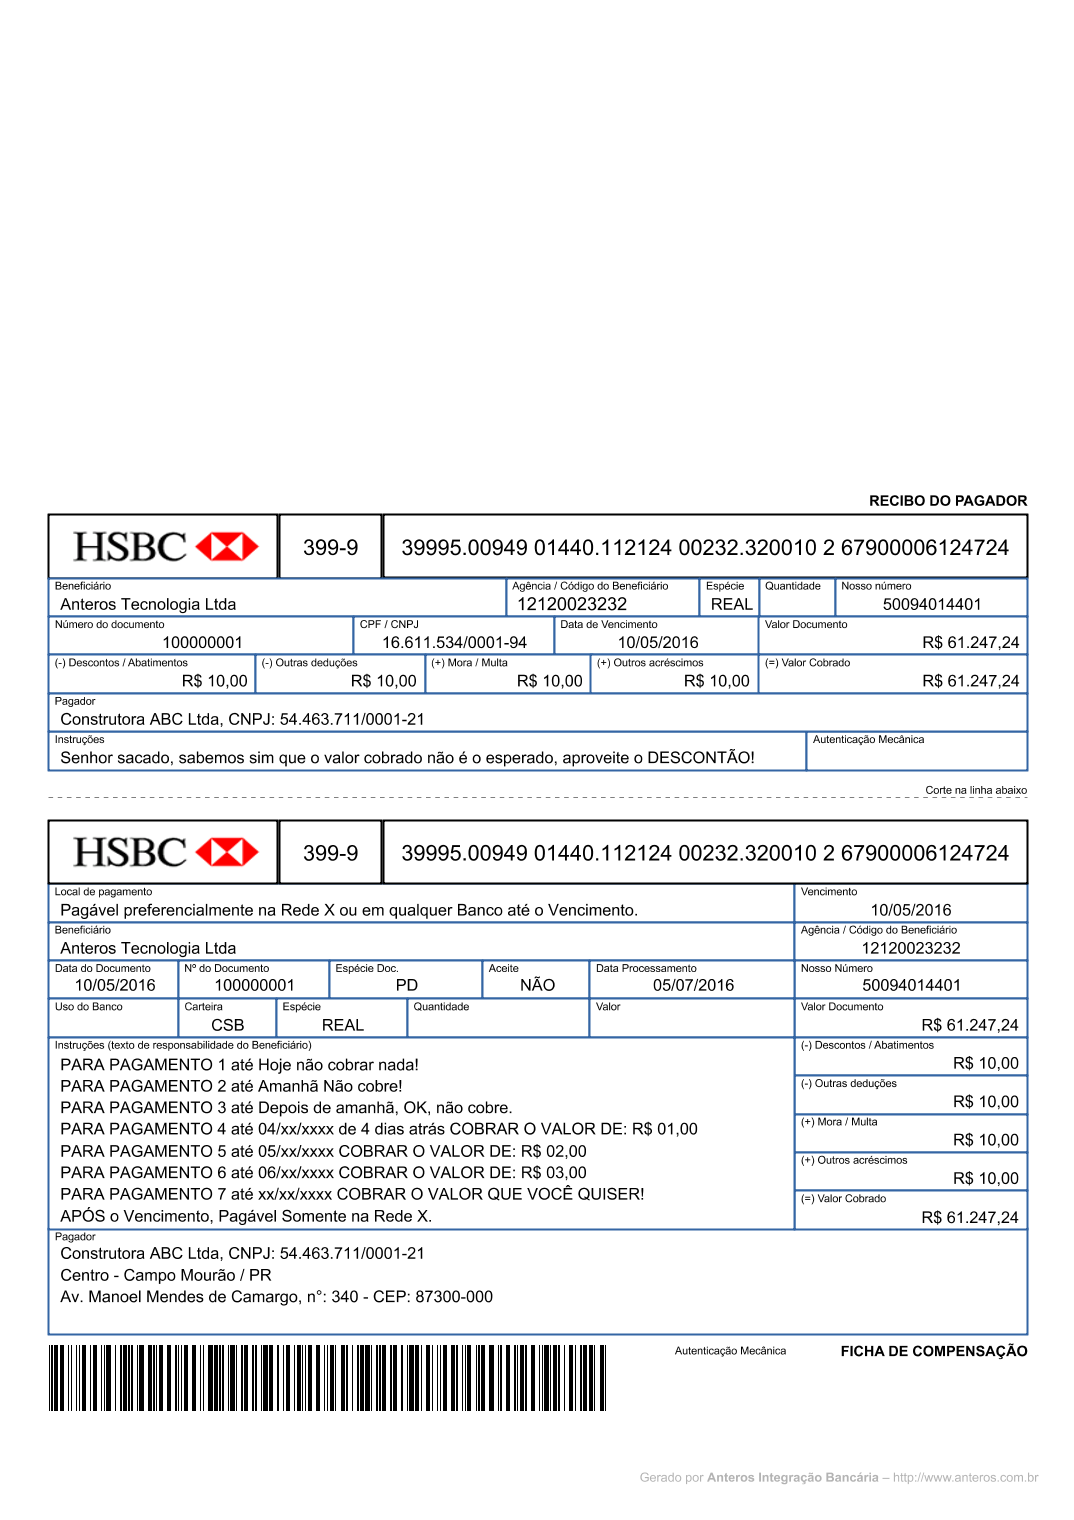 RECIBO DO PAGADOR
HSBC 399-9 39995.00949 01440.112124 00232.320010 2 67900006124724
Beneficiário Agência / Código do Beneficiário Espécie Quantidade Nosso número
Anteros Tecnologia Ltda 12120023232 REAL 50094014401
Número do documento CPF / CNPJ Data de Vencimento Valor Documento
100000001 16.611.534/0001-94 10/05/2016 R$ 61.247,24
(-) Descontos / Abatimentos (-) Outras deduções (+) Mora / Multa (+) Outros acréscimos (=) Valor Cobrado
R$ 10,00 R$ 10,00 R$ 10,00 R$ 10,00 R$ 61.247,24
Pagador
Construtora ABC Ltda, CNPJ: 54.463.711/0001-21
Instruções Autenticação Mecânica
Senhor sacado, sabemos sim que o valor cobrado não é o esperado, aproveite o DESCONTÃO!
Corte na linha abaixo
HSBC 399-9 39995.00949 01440.112124 00232.320010 2 67900006124724
Local de pagamento Vencimento
Pagável preferencialmente na Rede X ou em qualquer Banco até o Vencimento. 10/05/2016
Beneficiário Agência / Código do Beneficiário
Anteros Tecnologia Ltda 12120023232
Data do Documento Nº do Documento Espécie Doc. Aceite Data Processamento Nosso Número
10/05/2016 100000001 PD NÃO 05/07/2016 50094014401
Uso do Banco Carteira Espécie Quantidade Valor Valor Documento
CSB REAL R$ 61.247,24
Instruções (texto de responsabilidade do Beneficiário) (-) Descontos / Abatimentos
PARA PAGAMENTO 1 até Hoje não cobrar nada! R$ 10,00
PARA PAGAMENTO 2 até Amanhã Não cobre! (-) Outras deduções
PARA PAGAMENTO 3 até Depois de amanhã, OK, não cobre. R$ 10,00
PARA PAGAMENTO 4 até 04/xx/xxxx de 4 dias atrás COBRAR O VALOR DE: R$ 01,00 (+) Mora / Multa
PARA PAGAMENTO 5 até 05/xx/xxxx COBRAR O VALOR DE: R$ 02,00 R$ 10,00
PARA PAGAMENTO 6 até 06/xx/xxxx COBRAR O VALOR DE: R$ 03,00 (+) Outros acréscimos
R$ 10,00
PARA PAGAMENTO 7 até xx/xx/xxxx COBRAR O VALOR QUE VOCÊ QUISER! (=) Valor Cobrado
APÓS o Vencimento, Pagável Somente na Rede X. R$ 61.247,24
Pagador
Construtora ABC Ltda, CNPJ: 54.463.711/0001-21
Centro - Campo Mourão / PR
Av. Manoel Mendes de Camargo, n°: 340 - CEP: 87300-000
Autenticação Mecânica FICHA DE COMPENSAÇÃO
Gerado por Anteros Integração Bancária – http://www.anteros.com.br